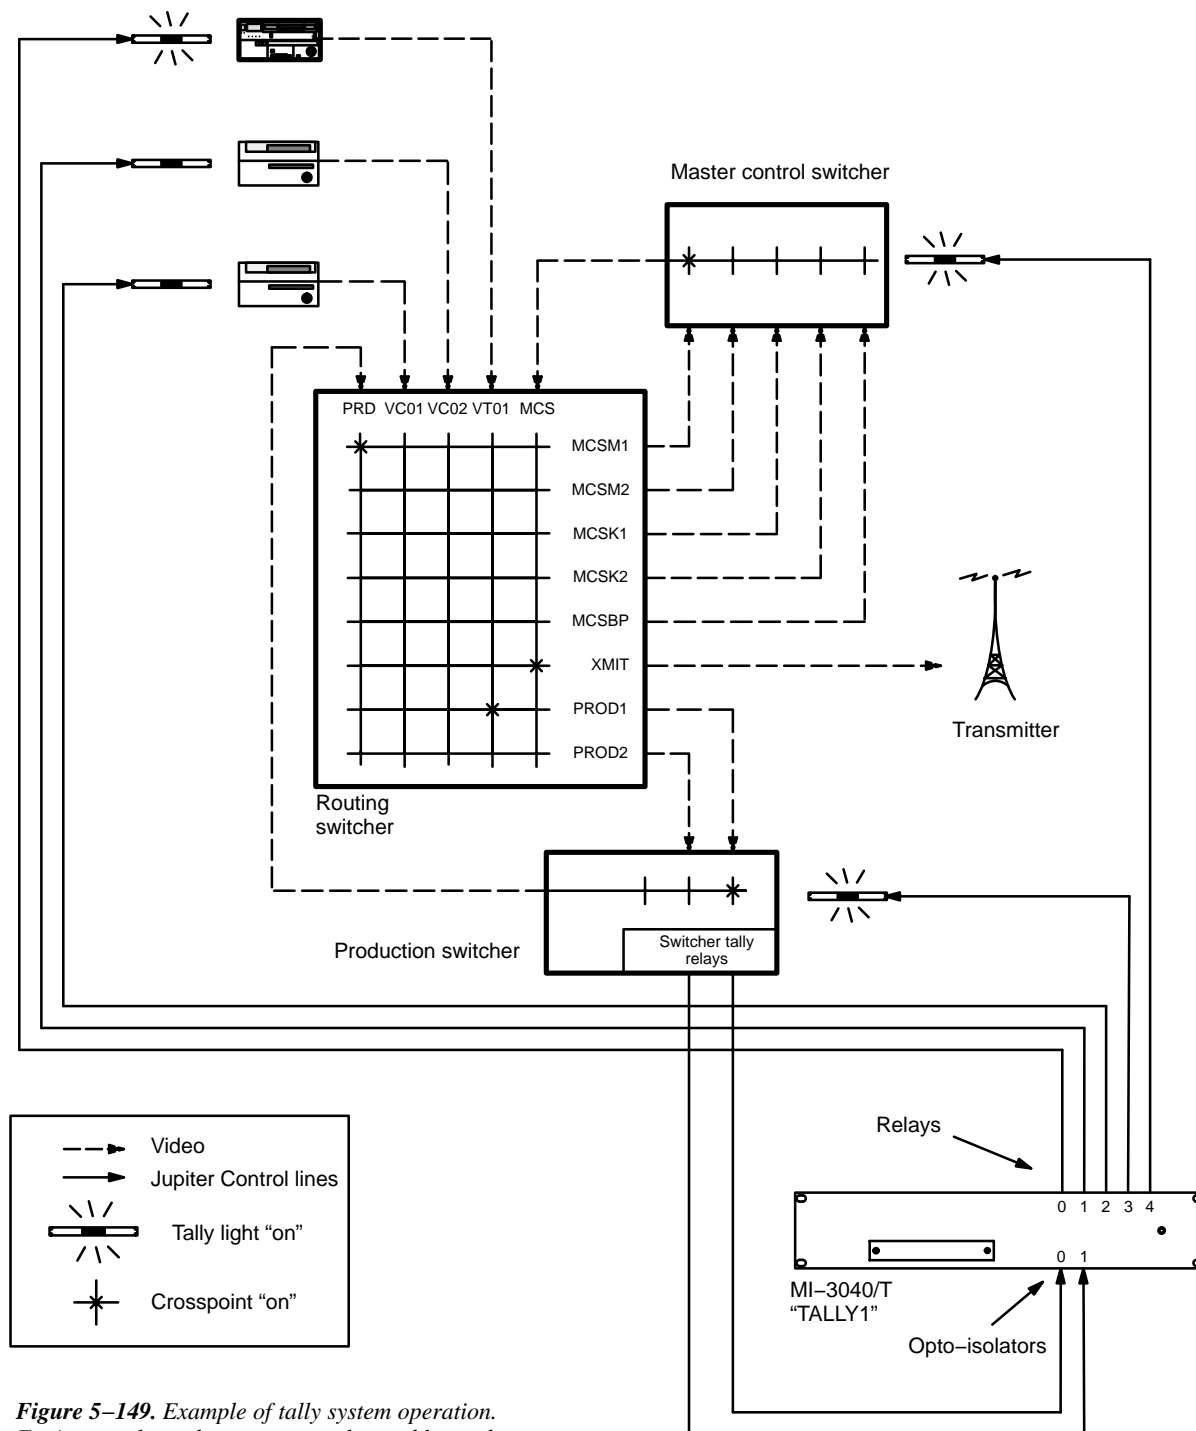 Master control switcher
PRD VC01 VC02 VT01 MCS
MCSM1
MCSM2
MCSK1
MCSK2
MCSBP
XMIT
PROD1
PROD2
Transmitter
Routing
switcher
Production switcher
Switcher tally
relays
Relays
Video
Jupiter Control lines
Tally light “on”
Crosspoint “on”
0 1 2 3 4
0 1
MI–3040/T
“TALLY1”
Opto–isolators
Figure 5–149. Example of tally system operation.